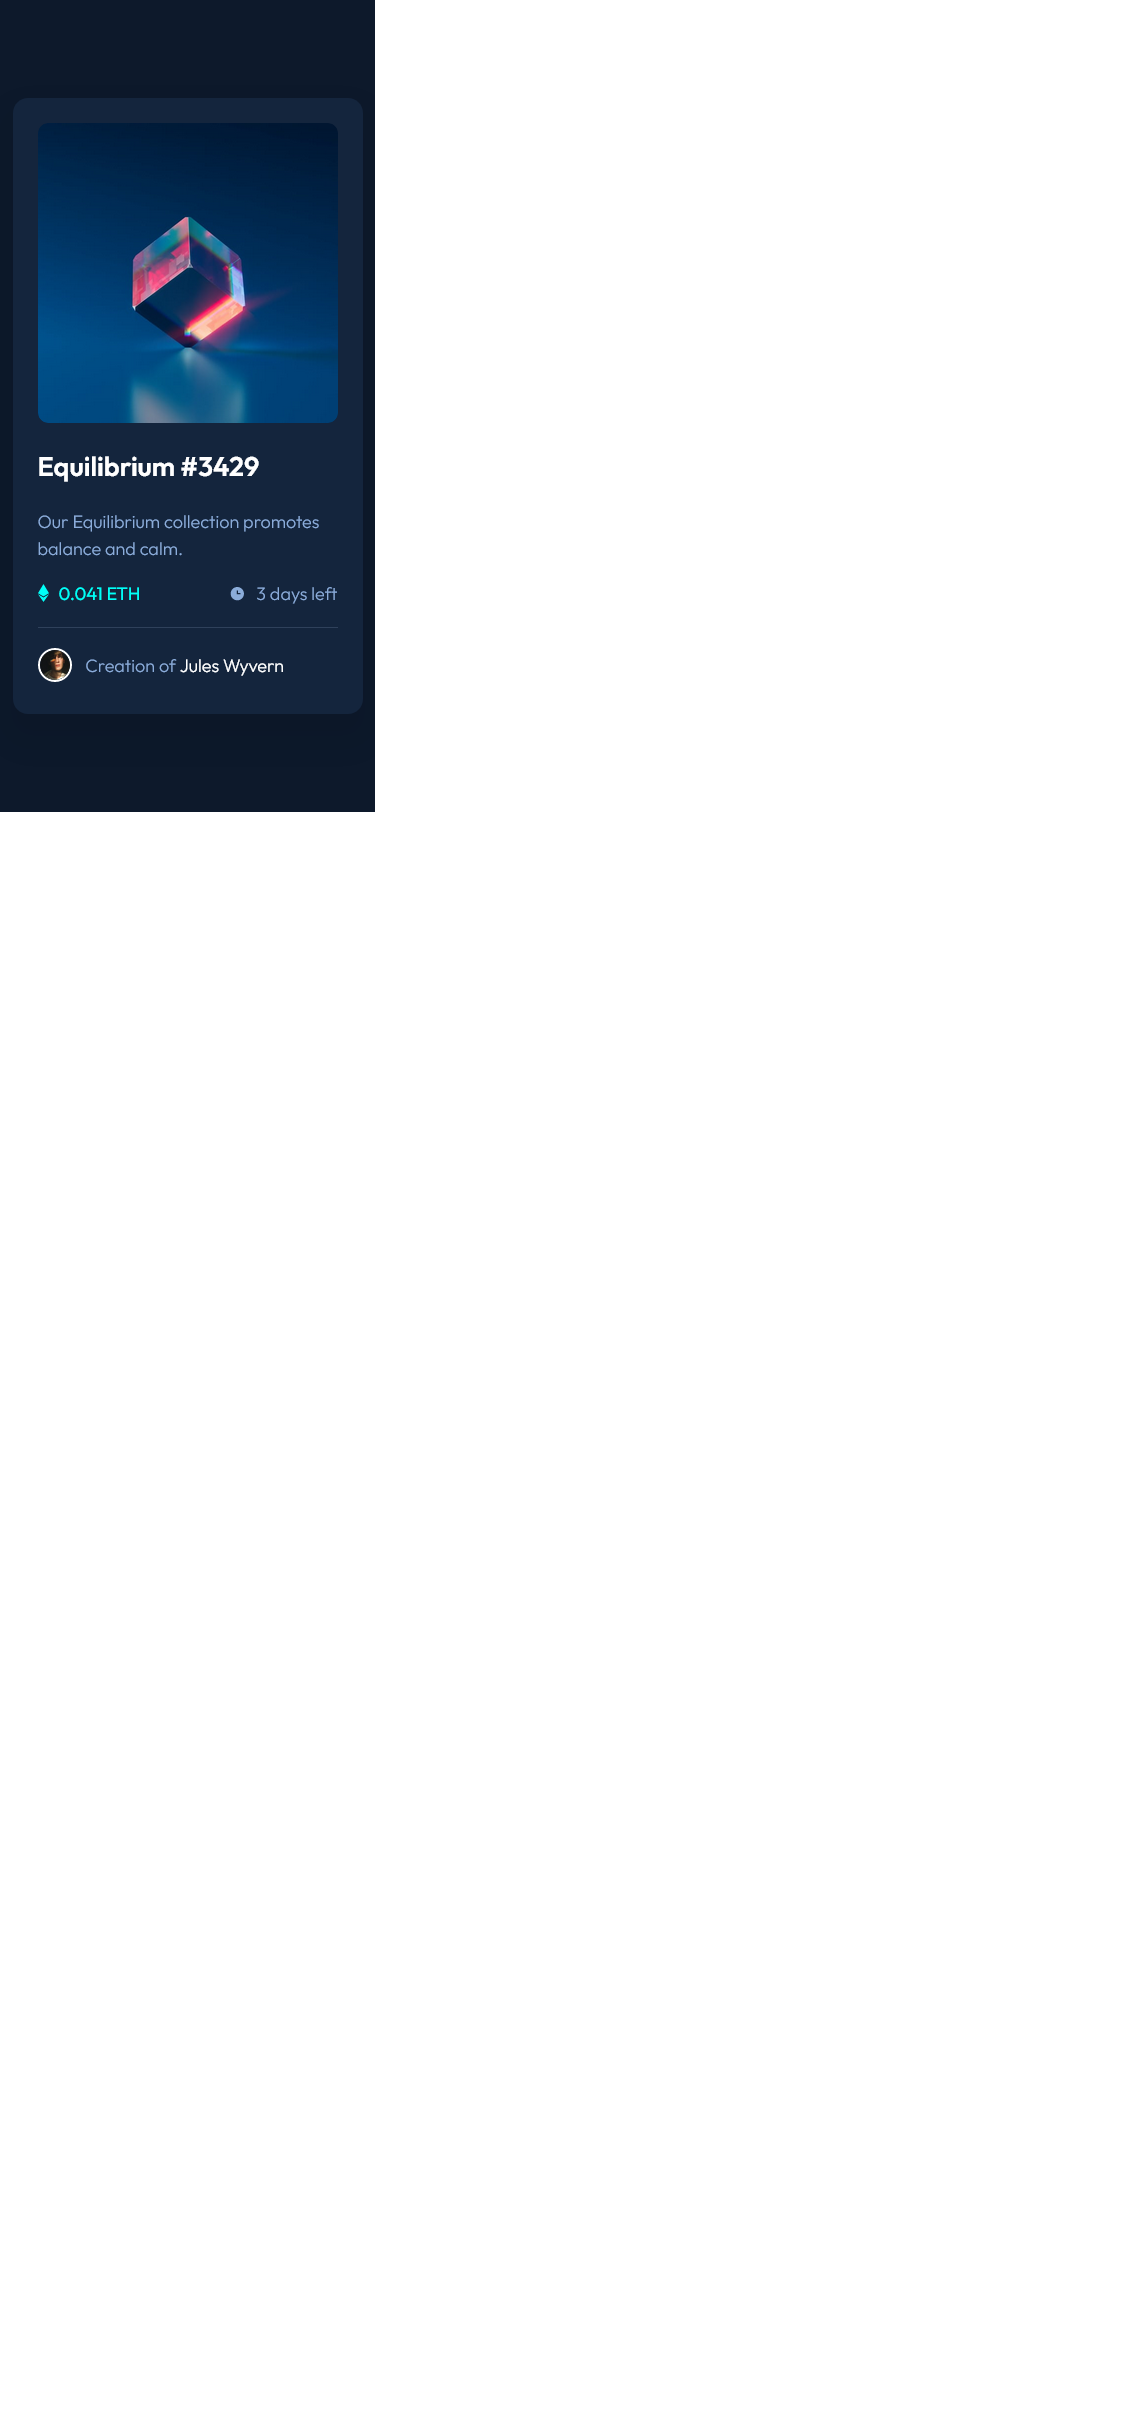 Equilibrium #3429
Our Equilibrium collection promotes
balance and calm.
0.041 ETH
3 days left
Creation of Jules Wyvern